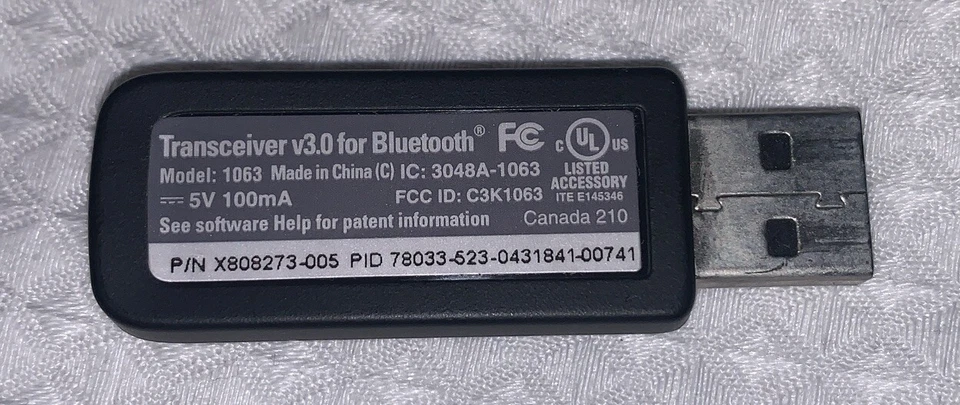 Transceiver v3.0 for Bluetooth® FC c UL US
Model: 1063 Made in China (C) IC: 3048A-1063 LISTED
ACCESSORY
⎓ 5V 100mA FCC ID: C3K1063 ITE E145346
See software Help for patent information Canada 210
P/N X808273-005 PID 78033-523-0431841-00741